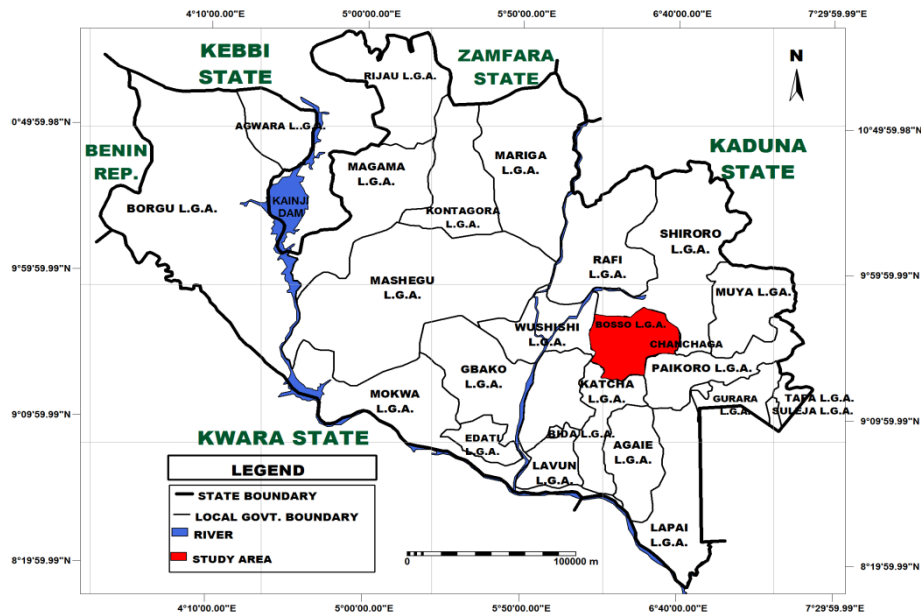 4°10'00.00"E 5°00'00.00"E 5°50'00.00"E 6°40'00.00"E 7°29'59.99"E
KEBBI
STATE
ZAMFARA
STATE
N
RIJAU L.G.A.
0°49'59.98"N
10°49'59.98"N
AGWARA L..G.A.
BENIN
REP.
KADUNA
STATE
MAGAMA
L.G.A.
MARIGA
L.G.A.
KAINJI
DAM
BORGU L.G.A.
KONTAGORA
L.G.A.
SHIRORO
L.G.A.
RAFI
L.G.A.
9°59'59.99"N
9°59'59.99"N
MASHEGU
L.G.A.
MUYA L.GA.
WUSHISHI
L.G.A.
BOSSO L.G.A.
CHANCHAGA
GBAKO
L.G.A.
PAIKORO L.G.A.
MOKWA
L.G.A.
KATCHA
L.G.A.
GURARA
L.G.A.
TAFA L.G.A.
SULEJA L.G.A.
9°09'59.99"N
9°09'59.99"N
KWARA STATE
EDATI
L.G.A.
BIDA L.G.A.
AGAIE
L.G.A.
LAVUN
L.G.A.
LAPAI
L.G.A.
LEGEND
STATE BOUNDARY
LOCAL GOVT. BOUNDARY
RIVER
STUDY AREA
0 100000 m
8°19'59.99"N
8°19'59.99"N
4°10'00.00"E 5°00'00.00"E 5°50'00.00"E 6°40'00.00"E 7°29'59.99"E